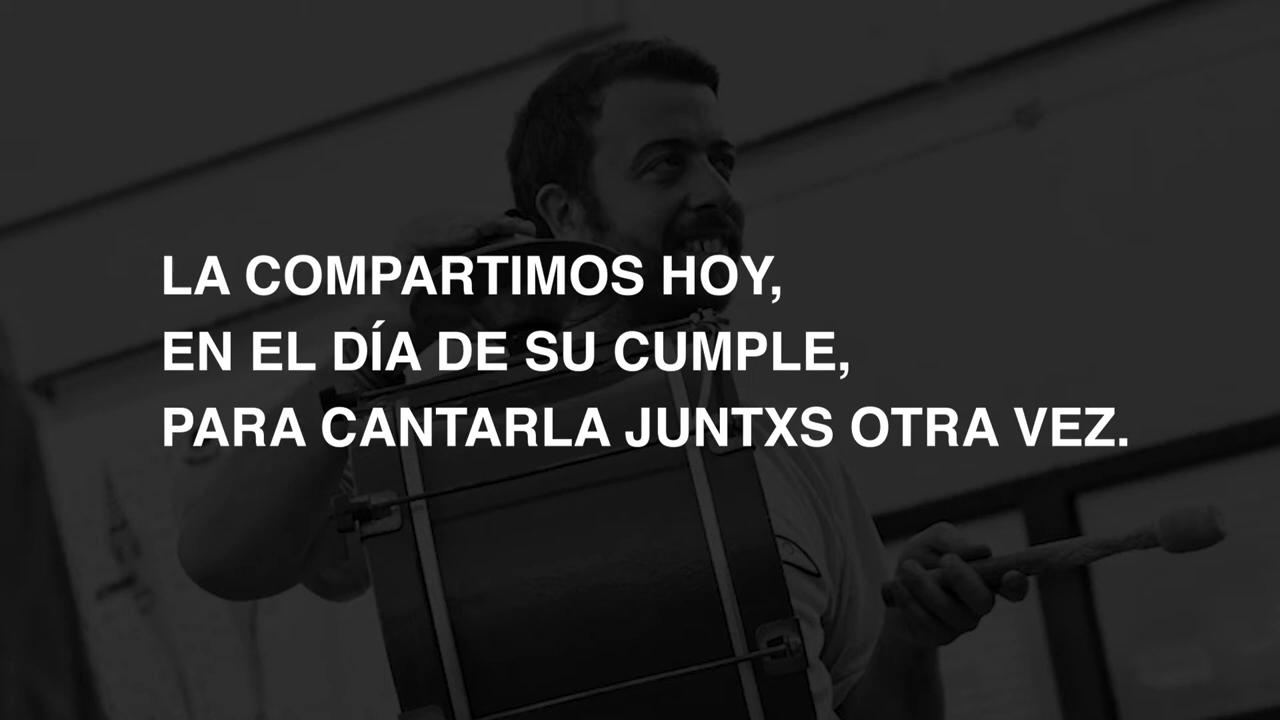 LA COMPARTIMOS HOY,
EN EL DÍA DE SU CUMPLE,
PARA CANTARLA JUNTXS OTRA VEZ.